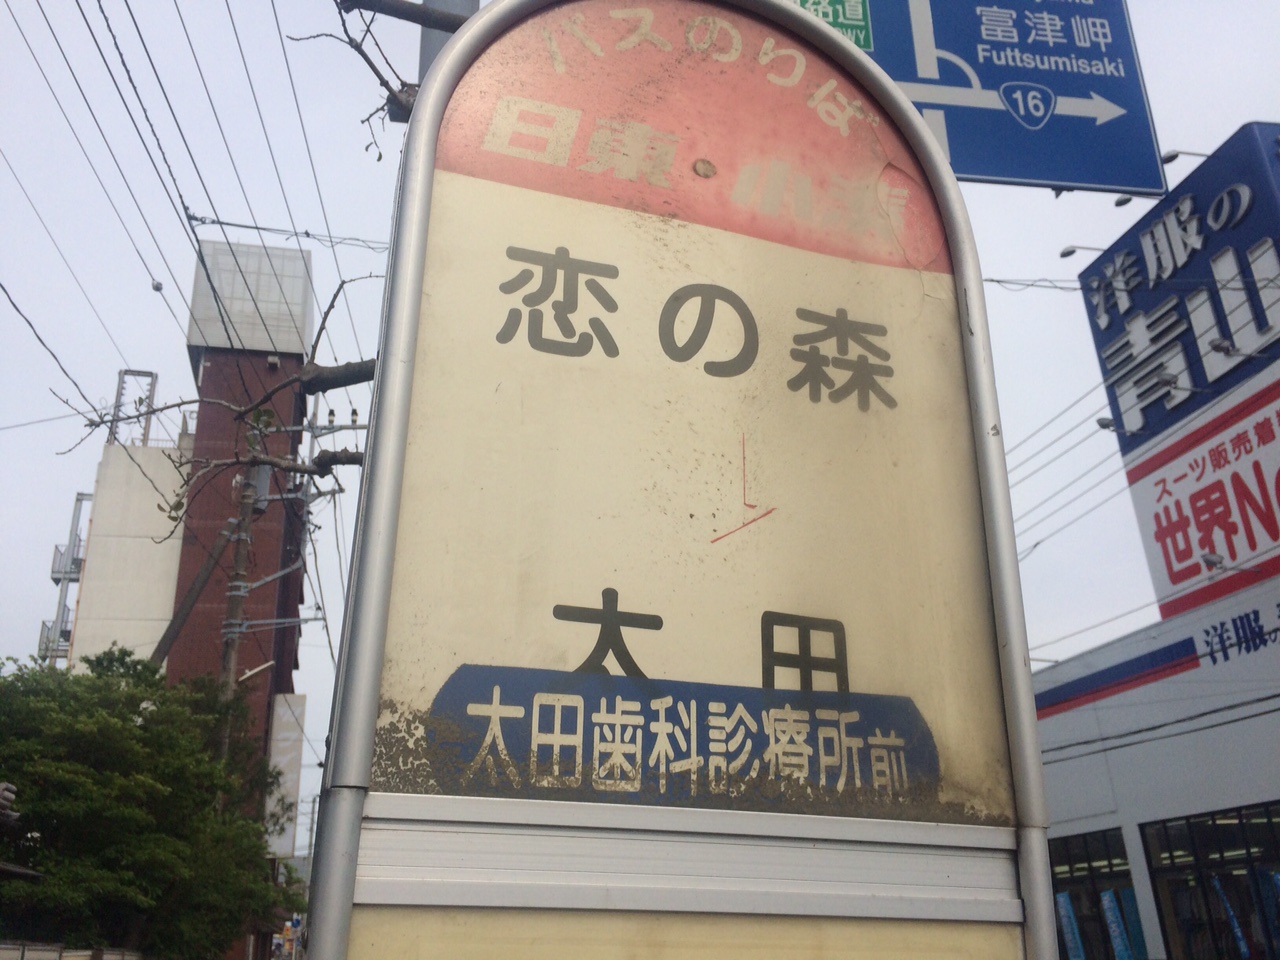 バスのりば
日東・小湊
恋の森
太田
太田歯科診療所前
富津岬
Futtsumisaki
16
洋服の
青山
スーツ販売着
世界No
洋服の